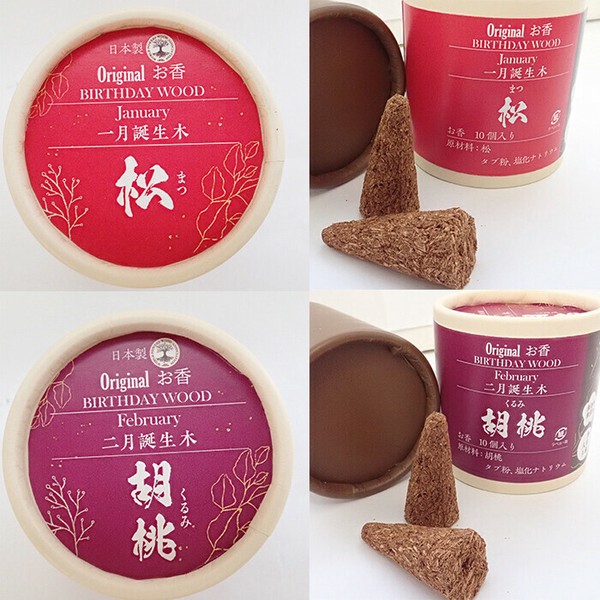 日本製
Original お香
BIRTHDAY WOOD
January
一月誕生木
松
まつ
Original お香
BIRTHDAY WOOD
January
一月誕生木
まつ
松
お香 10個入り
原材料：松
タブ粉、塩化ナトリウム
日本製
Original お香
BIRTHDAY WOOD
February
二月誕生木
胡桃
くるみ
Original お香
BIRTHDAY WOOD
February
二月誕生木
くるみ
胡桃
お香 10個入り
原材料：胡桃
タブ粉、塩化ナトリウム